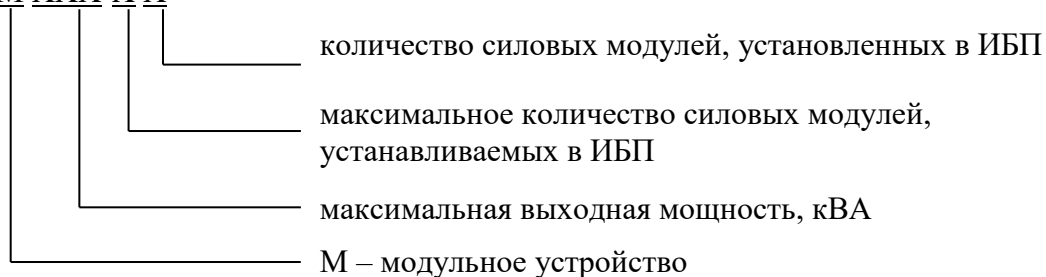 количество силовых модулей, установленных в ИБП
максимальное количество силовых модулей,
устанавливаемых в ИБП
максимальная выходная мощность, кВА
М – модульное устройство